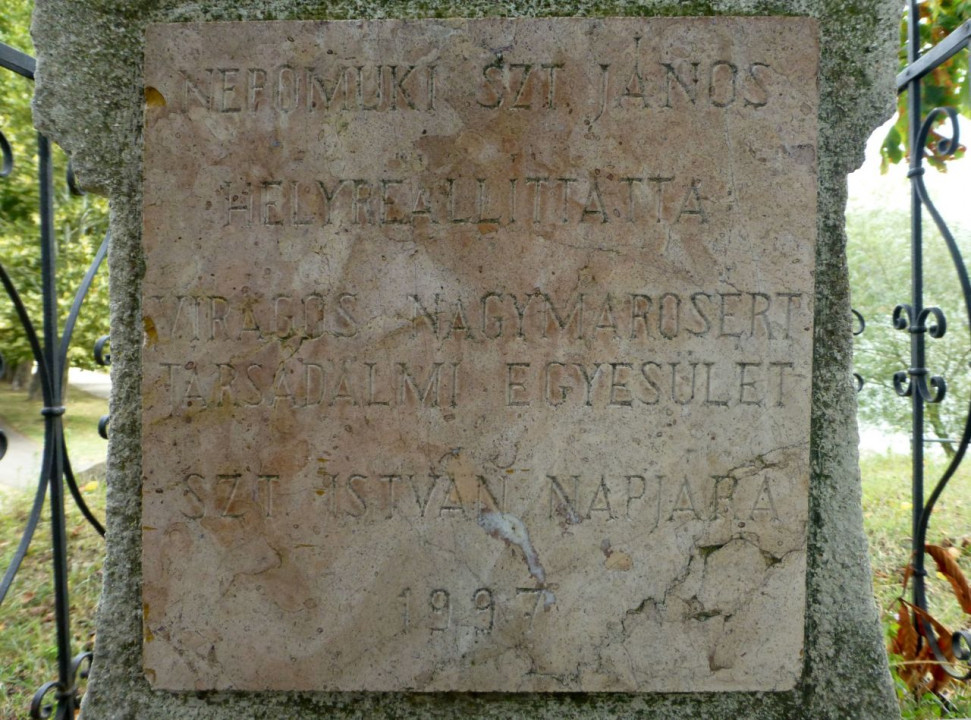 NEPOMUKI SZT. JÁNOS
HELYREÁLLÍTTATTA
VIRÁGOS NAGYMAROSÉRT
TÁRSADALMI EGYESÜLET
SZT. ISTVÁN NAPJÁRA
1997